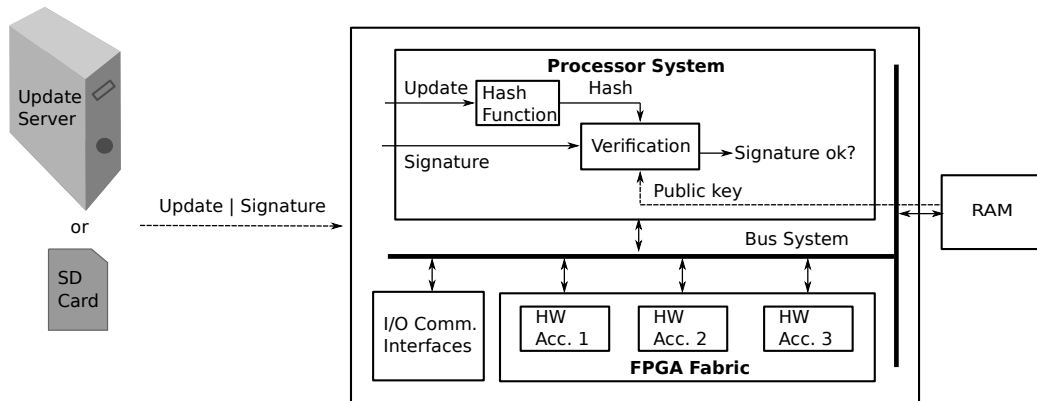 Update
Server
or
SD
Card
Update | Signature
Processor System
Update
Hash
Function
Hash
Signature
Verification
Signature ok?
Public key
RAM
Bus System
I/O Comm.
Interfaces
HW
Acc. 1
HW
Acc. 2
HW
Acc. 3
FPGA Fabric